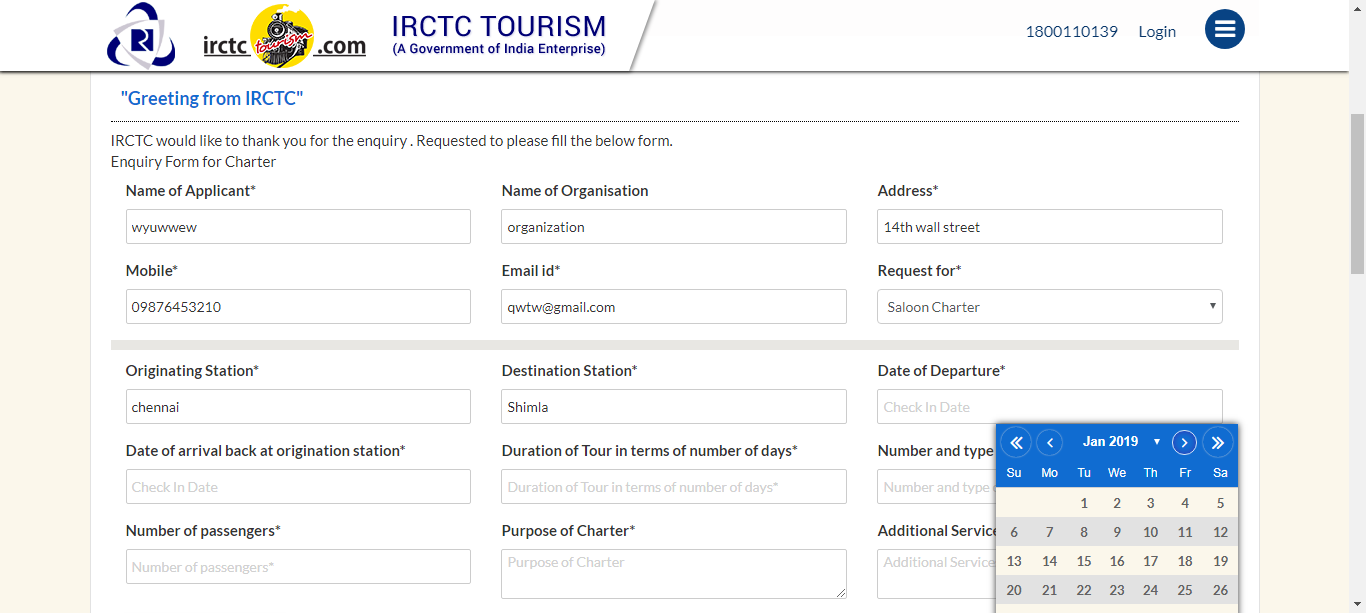 IRCTC TOURISM
irctc tourism .com
(A Government of India Enterprise)
1800110139 Login
"Greeting from IRCTC"
IRCTC would like to thank you for the enquiry . Requested to please fill the below form.
Enquiry Form for Charter
Name of Applicant* Name of Organisation Address*
wyuwwew organization 14th wall street
Mobile* Email id* Request for*
09876453210 qwtw@gmail.com Saloon Charter
Originating Station* Destination Station* Date of Departure*
chennai Shimla Check In Date
Jan 2019
Date of arrival back at origination station* Duration of Tour in terms of number of days* Number and type
Su Mo Tu We Th Fr Sa
Check In Date Duration of Tour in terms of number of days* Number and type
1 2 3 4 5
Number of passengers* Purpose of Charter* Additional Service
6 7 8 9 10 11 12
Number of passengers* Purpose of Charter Additional Service
13 14 15 16 17 18 19
20 21 22 23 24 25 26